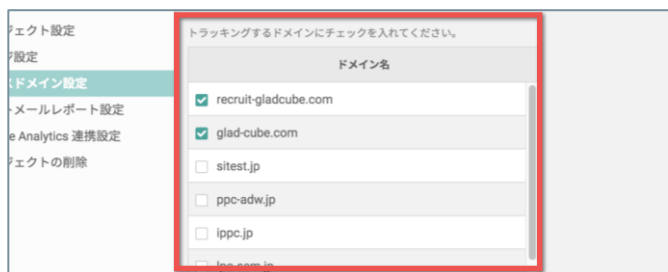 ジェクト設定
設定
ドメイン設定
メールレポート設定
e Analytics 連携設定
ジェクトの削除
トラッキングするドメインにチェックを入れてください。
ドメイン名
recruit-gladcube.com
glad-cube.com
sitest.jp
ppc-adw.jp
ippc.jp